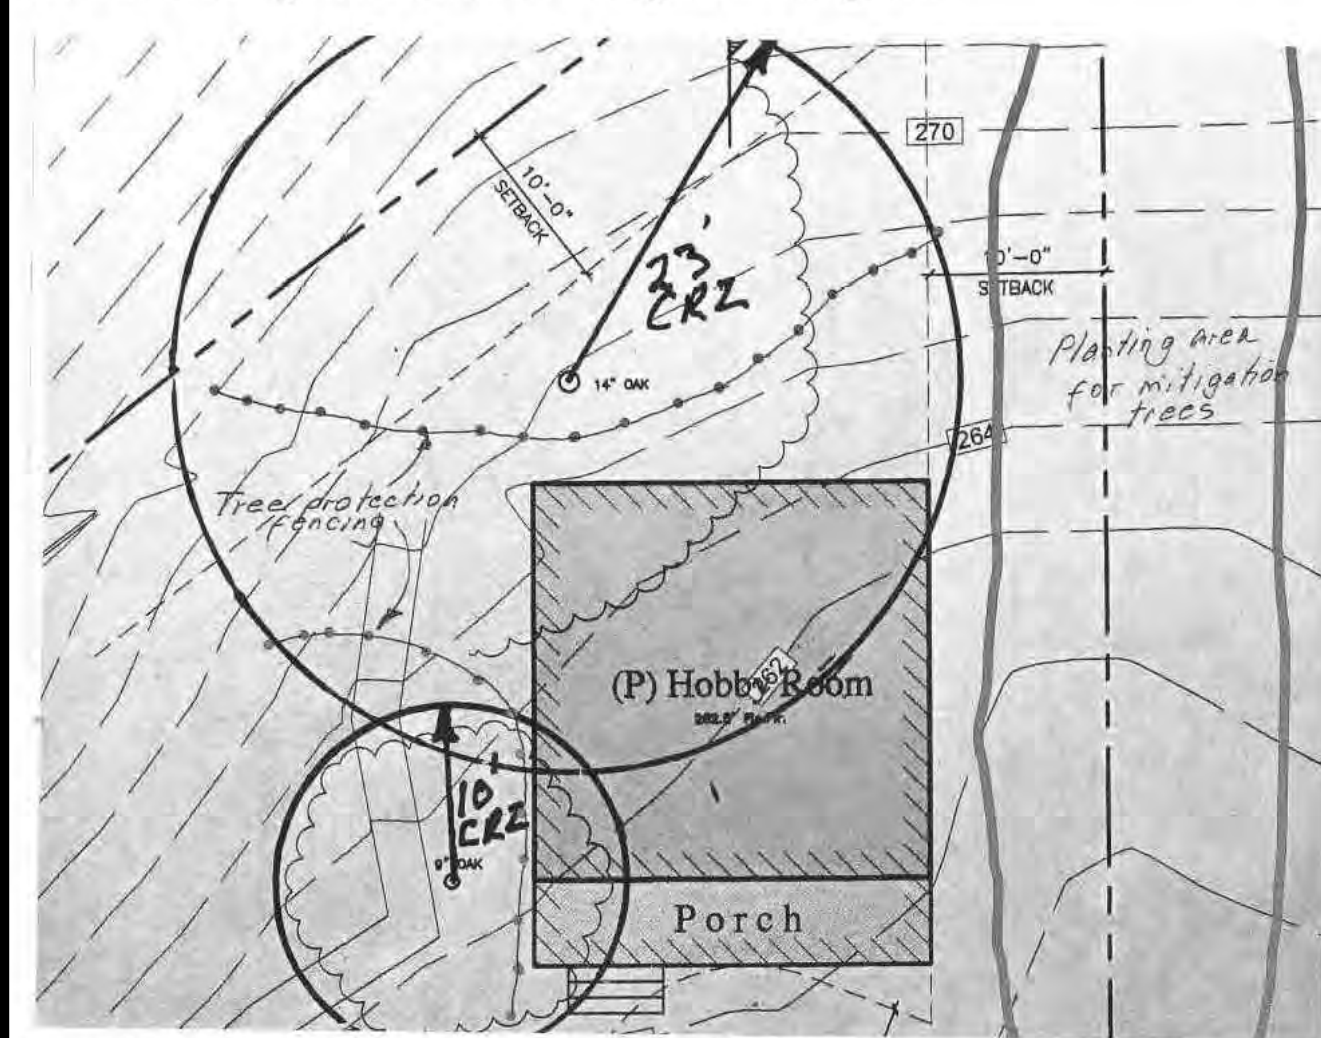 270
10'-0"
SETBACK
23'
CRZ
14" OAK
10'-0"
SETBACK
Planting area
for mitigation
trees
264
Tree protection
fencing
(P) Hobby Room
262
10
CRZ
9" OAK
Porch